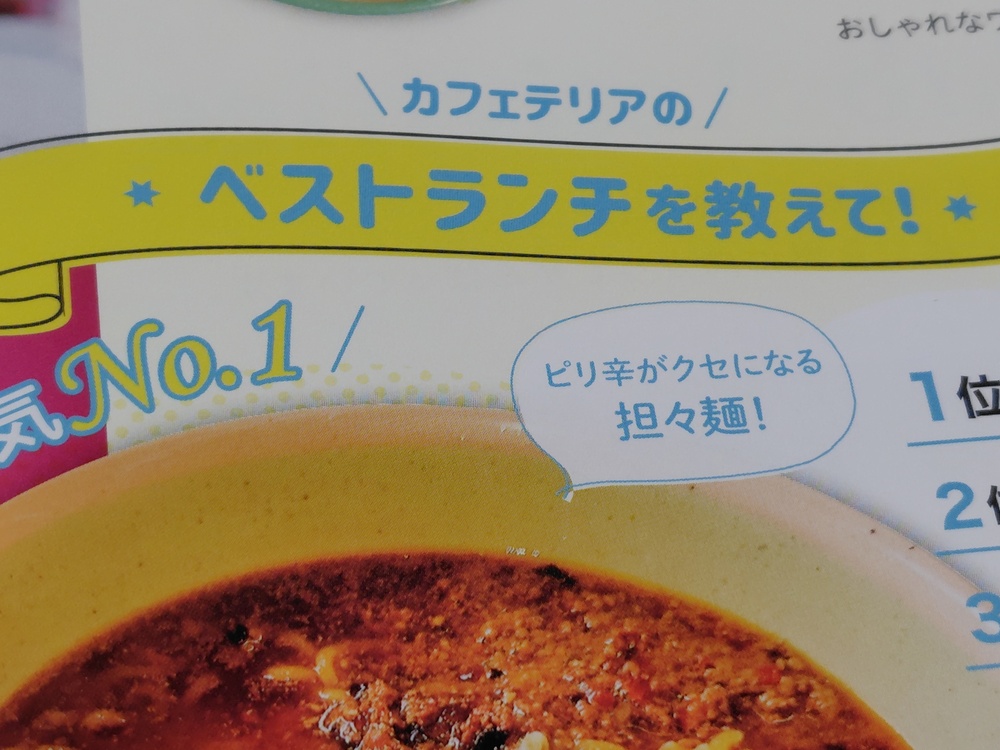 おしゃれな
カフェテリアの
ベストランチを教えて!
気No.1
ピリ辛がクセになる
担々麺!
1位
2
3